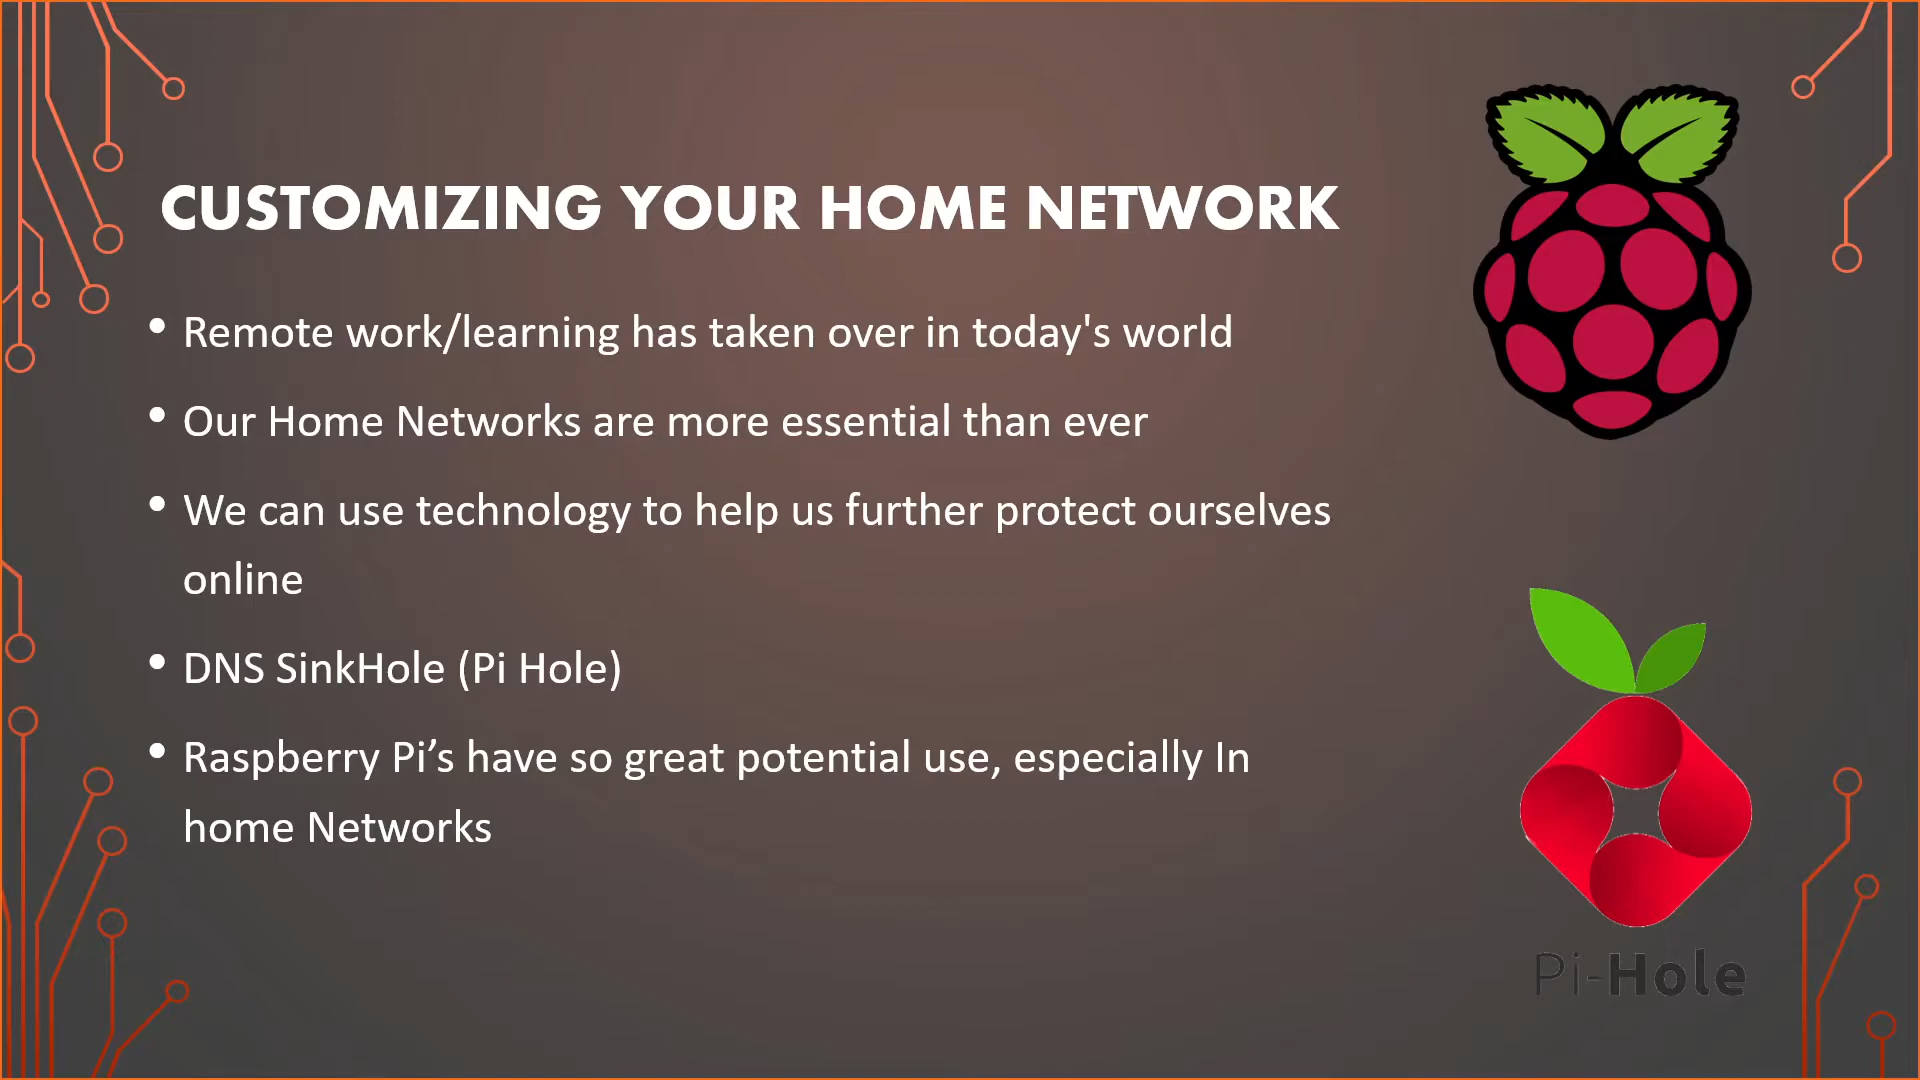 CUSTOMIZING YOUR HOME NETWORK
• Remote work/learning has taken over in today's world
• Our Home Networks are more essential than ever
• We can use technology to help us further protect ourselves
online
• DNS SinkHole (Pi Hole)
• Raspberry Pi’s have so great potential use, especially In
home Networks
Pi-Hole